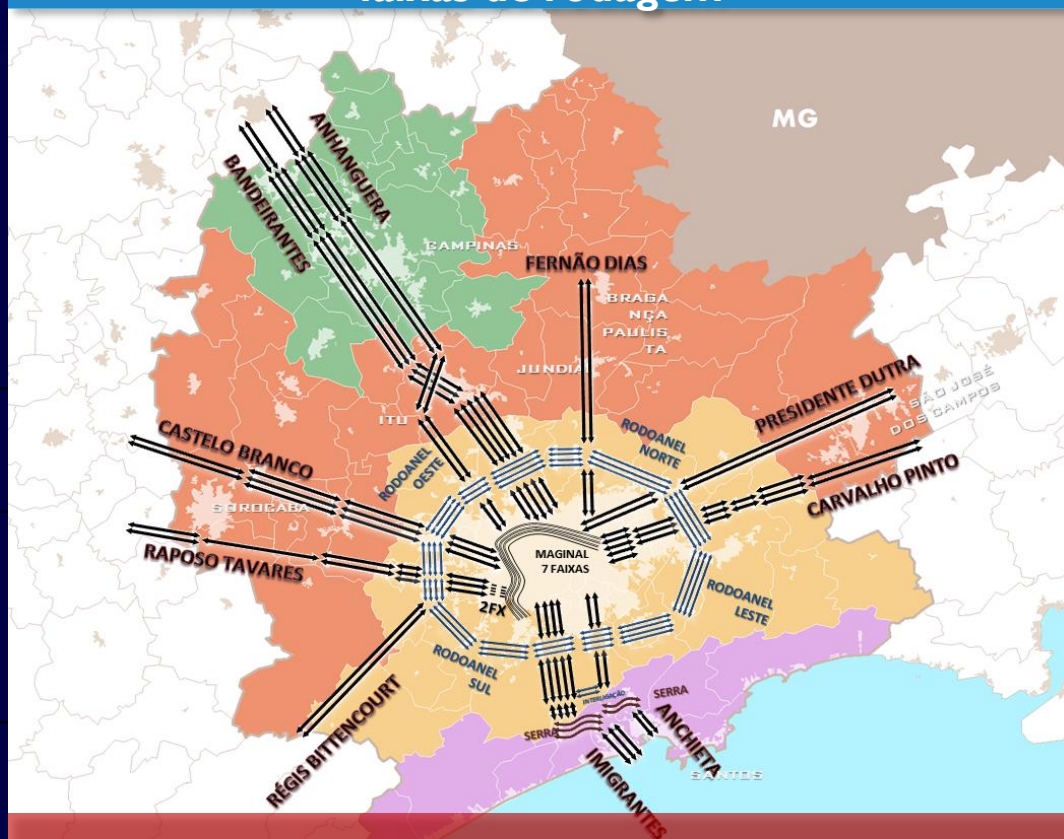 faixas de rodagem
MG
ANHANGUERA
BANDEIRANTES
CAMPINAS
FERNÃO DIAS
BRAGA
NÇA
PAULIS
TA
JUNDIAÍ
PRESIDENTE DUTRA
SÃO JOSÉ
DOS CAMPOS
ITU
CASTELO BRANCO
RODOANEL
OESTE
RODOANEL
NORTE
CARVALHO PINTO
SOROCABA
RAPOSO TAVARES
MAGINAL
7 FAIXAS
2FX
RODOANEL
LESTE
RODOANEL
SUL
RÉGIS BITTENCOURT
INTERLIGAÇÃO
SERRA
SERRA
ANCHIETA
IMIGRANTES
SANTOS